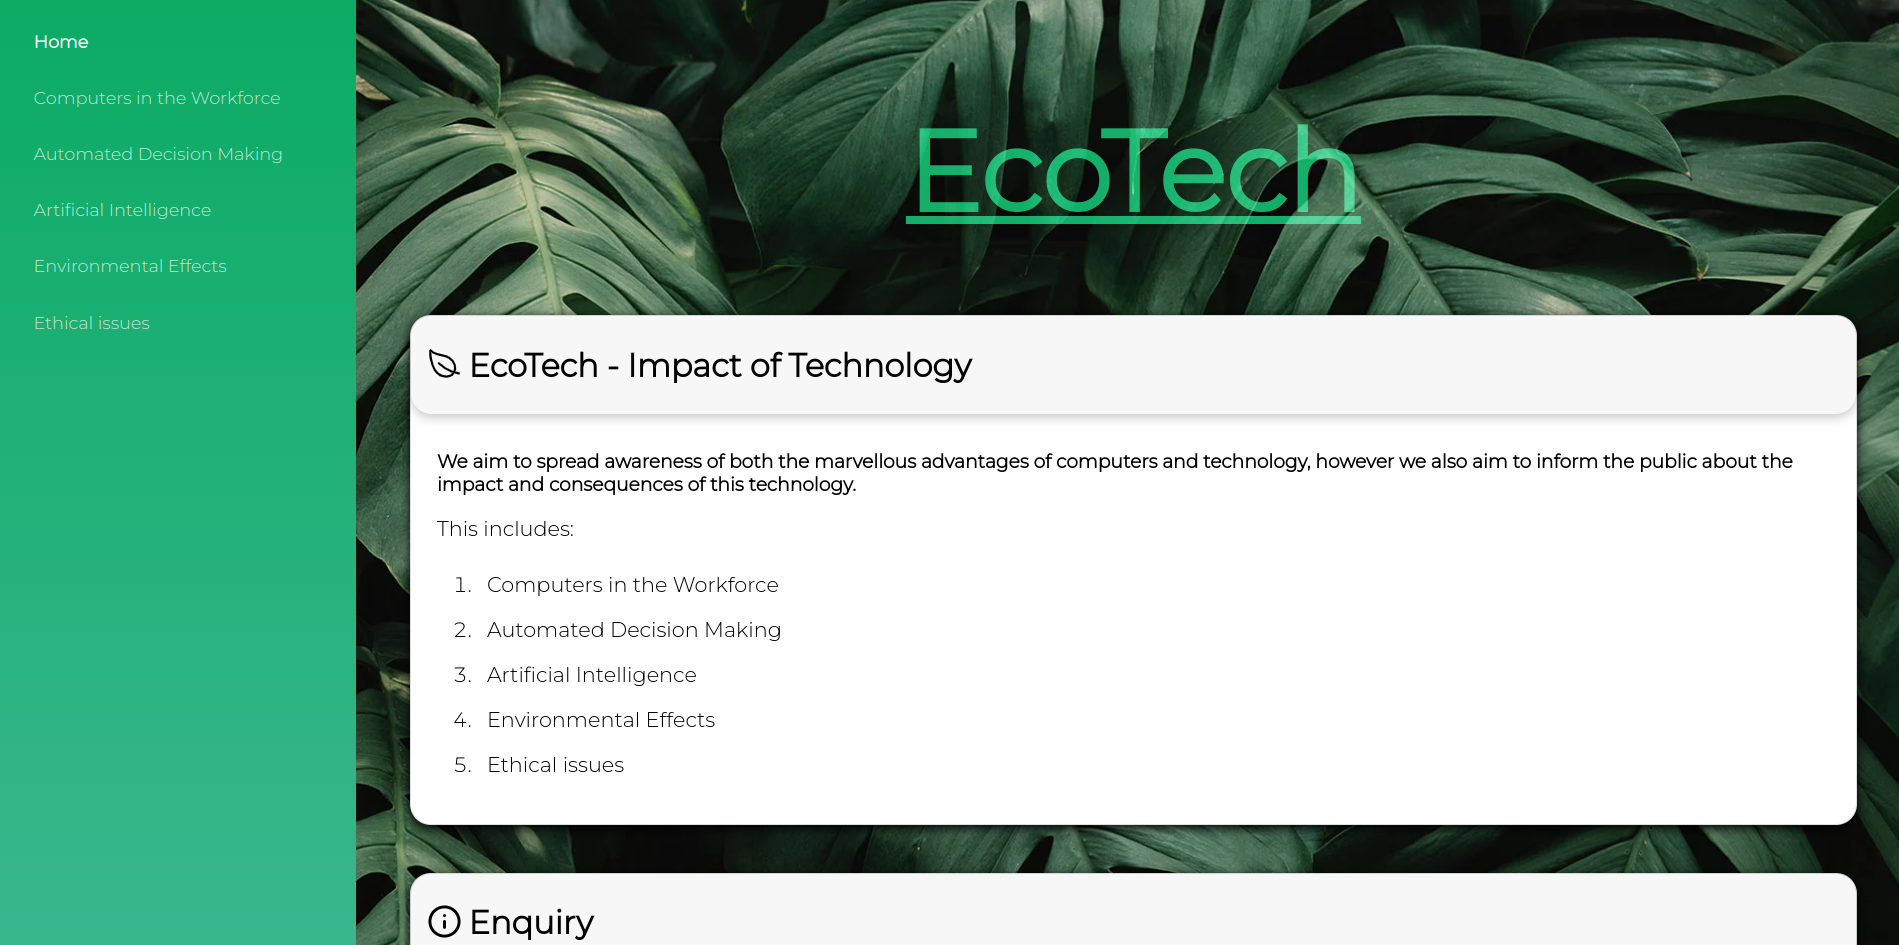 Home
Computers in the Workforce
Automated Decision Making
Artificial Intelligence
Environmental Effects
Ethical issues
EcoTech
EcoTech - Impact of Technology
We aim to spread awareness of both the marvellous advantages of computers and technology, however we also aim to inform the public about the
impact and consequences of this technology.
This includes:
1. Computers in the Workforce
2. Automated Decision Making
3. Artificial Intelligence
4. Environmental Effects
5. Ethical issues
Enquiry